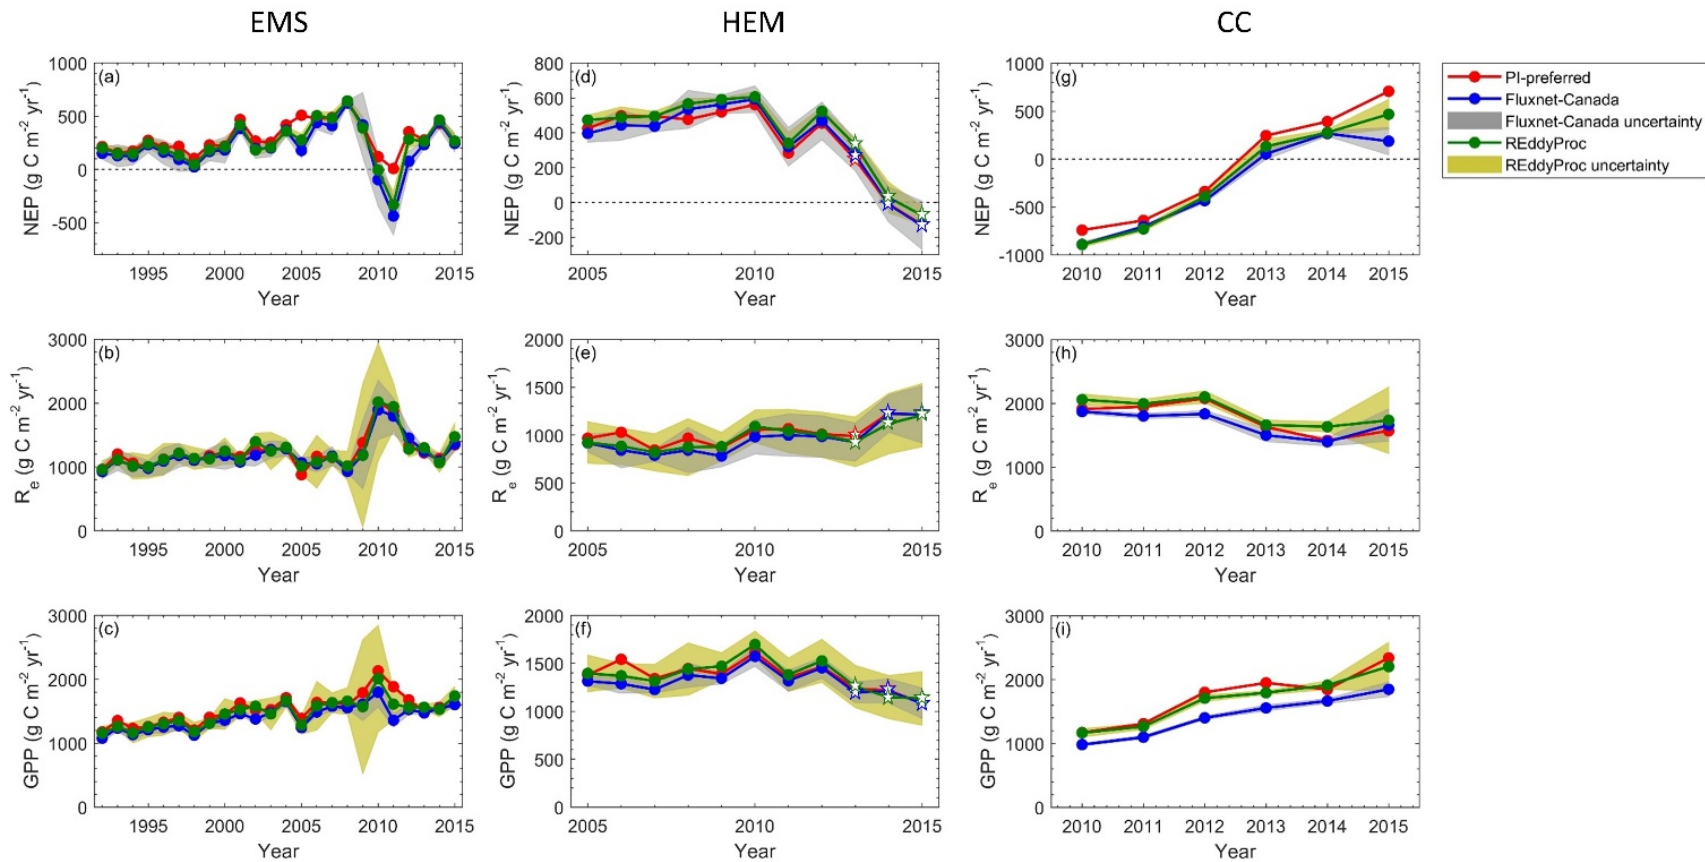 EMS
HEM
CC
(a)
NEP (g C m⁻² yr⁻¹)
1000
500
0
-500
1995
2000
2005
2010
2015
Year
(d)
NEP (g C m⁻² yr⁻¹)
800
600
400
200
0
-200
2005
2010
2015
Year
(g)
NEP (g C m⁻² yr⁻¹)
1000
500
0
-500
-1000
2010
2011
2012
2013
2014
2015
Year
PI-preferred
Fluxnet-Canada
Fluxnet-Canada uncertainty
REddyProc
REddyProc uncertainty
(b)
Rₑ (g C m⁻² yr⁻¹)
3000
2000
1000
0
1995
2000
2005
2010
2015
Year
(e)
Rₑ (g C m⁻² yr⁻¹)
2000
1500
1000
500
0
2005
2010
2015
Year
(h)
Rₑ (g C m⁻² yr⁻¹)
3000
2000
1000
0
2010
2011
2012
2013
2014
2015
Year
(c)
GPP (g C m⁻² yr⁻¹)
3000
2000
1000
0
1995
2000
2005
2010
2015
Year
(f)
GPP (g C m⁻² yr⁻¹)
2000
1500
1000
500
0
2005
2010
2015
Year
(i)
GPP (g C m⁻² yr⁻¹)
3000
2000
1000
0
2010
2011
2012
2013
2014
2015
Year